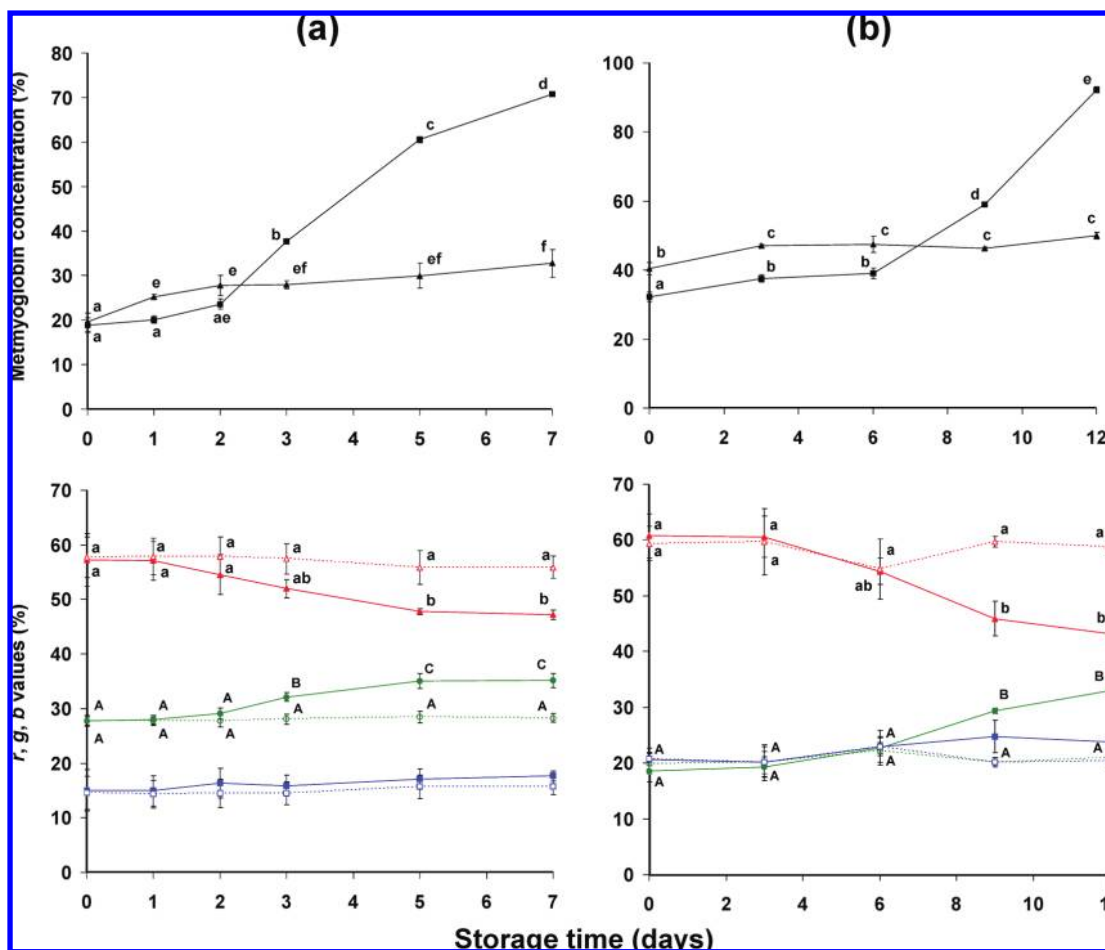 (a) (b)
Metmyoglobin concentration (%)
80
70
60
50
40
30
20
10
0
a
a
e
a
e
ae
b
ef
c
ef
d
f
0 1 2 3 4 5 6 7
100
80
60
40
20
0
b
a
c
b
c
b
d
c
e
c
0 2 4 6 8 10 12
r, g, b values (%)
70
60
50
40
30
20
10
0
a a a a a a
a a a ab b b
A A A B C C
A A A A A A
0 1 2 3 4 5 6 7
70
60
50
40
30
20
10
0
a a a a a
a a ab b b
A A A B B
A A A A A
0 2 4 6 8 10 1
Storage time (days)